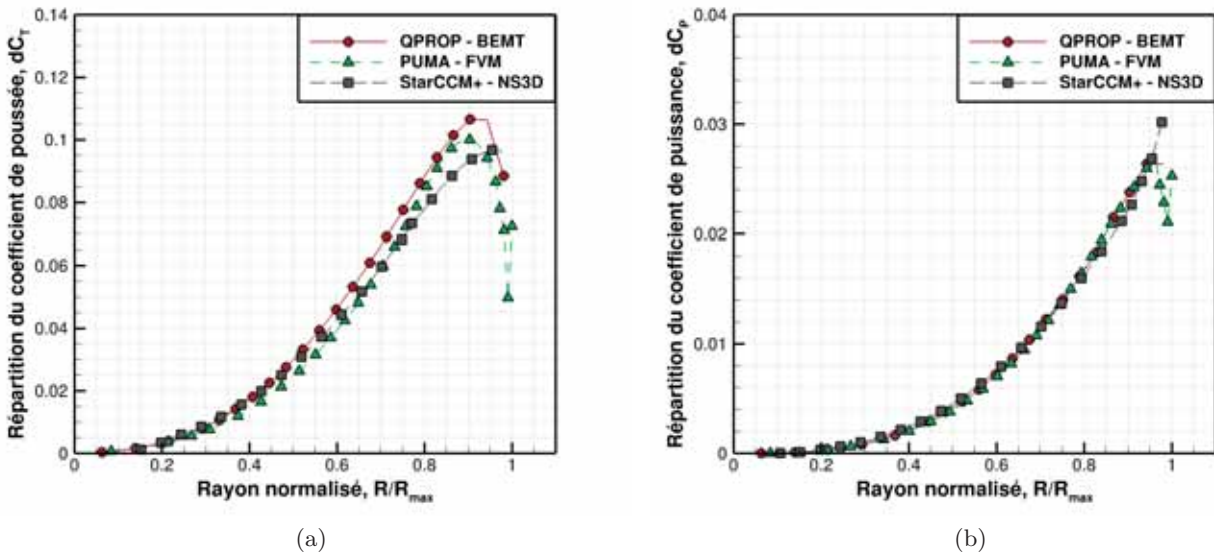 0.14
0.12
0.1
0.08
0.06
0.04
0.02
0
Répartition du coefficient de poussée, dC_T
QPROP - BEMT
PUMA - FVM
StarCCM+ - NS3D
0 0.2 0.4 0.6 0.8 1
Rayon normalisé, R/R_max
(a)
0.04
0.03
0.02
0.01
0
Répartition du coefficient de puissance, dC_P
QPROP - BEMT
PUMA - FVM
StarCCM+ - NS3D
0 0.2 0.4 0.6 0.8 1
Rayon normalisé, R/R_max
(b)